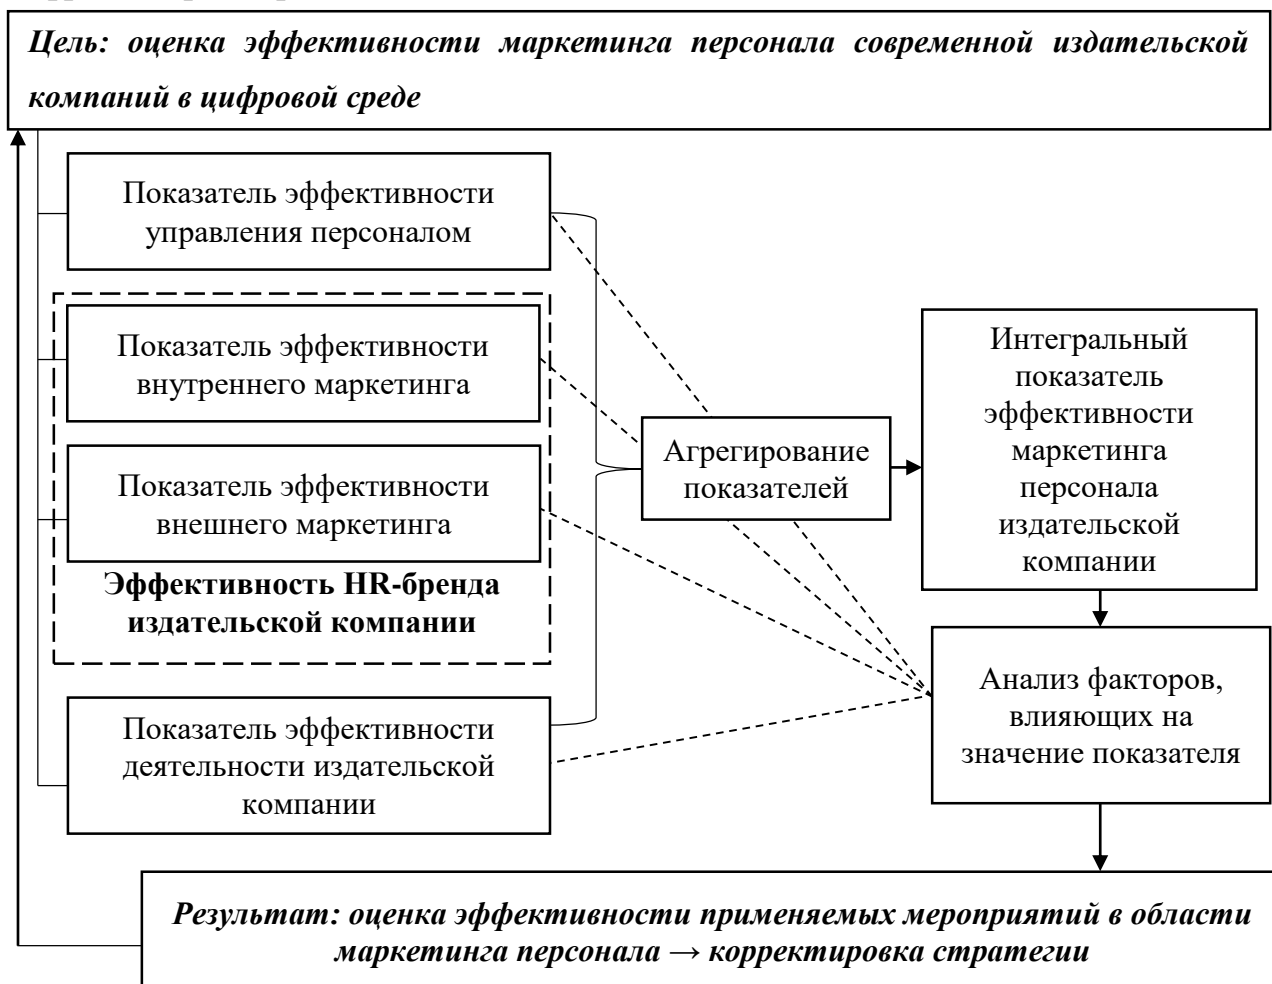 Цель: оценка эффективности маркетинга персонала современной издательской
компаний в цифровой среде
Показатель эффективности
управления персоналом
Показатель эффективности
внутреннего маркетинга
Показатель эффективности
внешнего маркетинга
Эффективность HR-бренда
издательской компании
Показатель эффективности
деятельности издательской
компании
Агрегирование
показателей
Интегральный
показатель
эффективности
маркетинга
персонала
издательской
компании
Анализ факторов,
влияющих на
значение показателя
Результат: оценка эффективности применяемых мероприятий в области
маркетинга персонала → корректировка стратегии